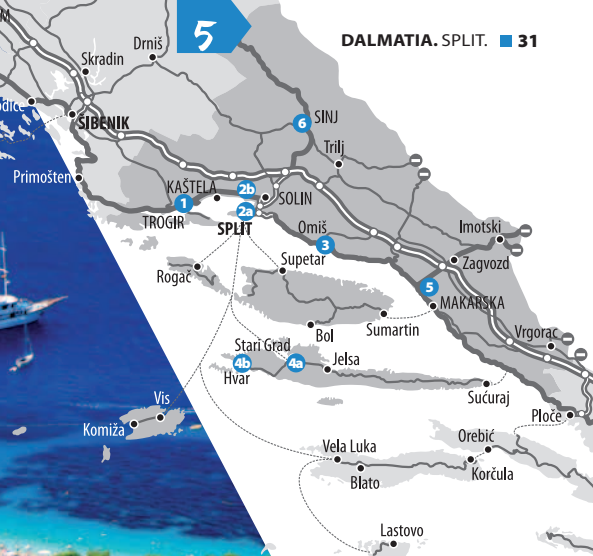 5
DALMATIA. SPLIT. 31
Drniš
Skradin
ŠIBENIK
Primošten
6
SINJ
Trilj
KAŠTELA
2b
SOLIN
1
2a
TROGIR
SPLIT
Omiš
3
Imotski
Zagvozd
Rogač
Supetar
5
MAKARSKA
Sumartin
Bol
Vrgorac
Stari Grad
4b
4a
Jelsa
Hvar
Sućuraj
Vis
Komiža
Ploče
Vela Luka
Orebić
Blato
Korčula
Lastovo